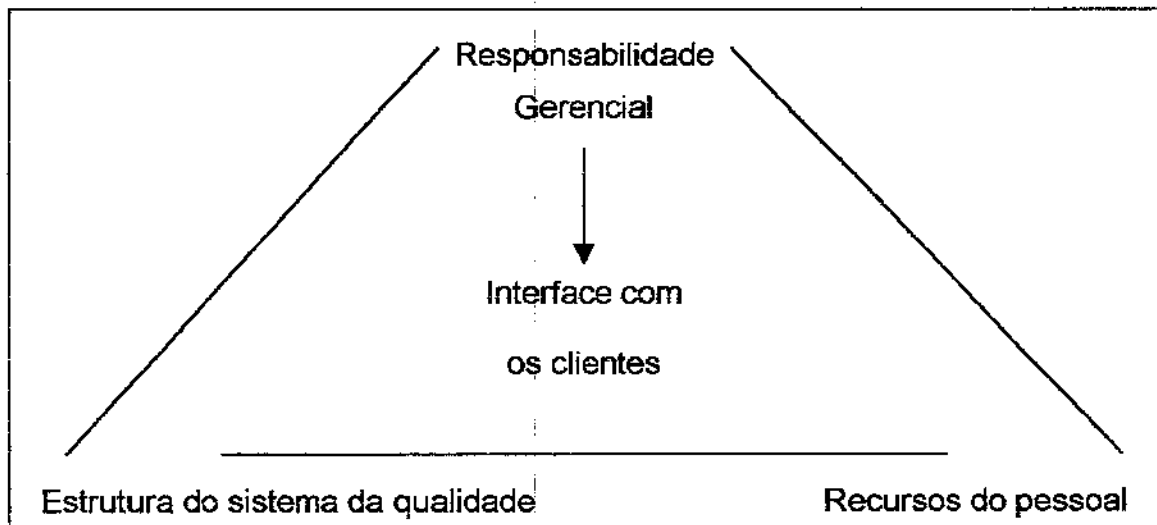 Responsabilidade
Gerencial
Interface com
os clientes
Estrutura do sistema da qualidade
Recursos do pessoal